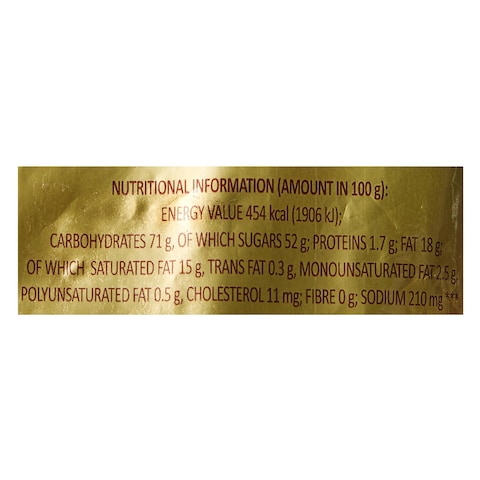 NUTRITIONAL INFORMATION (AMOUNT IN 100 g):
ENERGY VALUE 454 kcal (1906 kJ);
CARBOHYDRATES 71 g, OF WHICH SUGARS 52 g; PROTEINS 1.7 g; FAT 18 g;
OF WHICH SATURATED FAT 15 g, TRANS FAT 0.3 g, MONOUNSATURATED FAT 2.5 g,
POLYUNSATURATED FAT 0.5 g, CHOLESTEROL 11 mg; FIBRE 0 g; SODIUM 210 mg ***